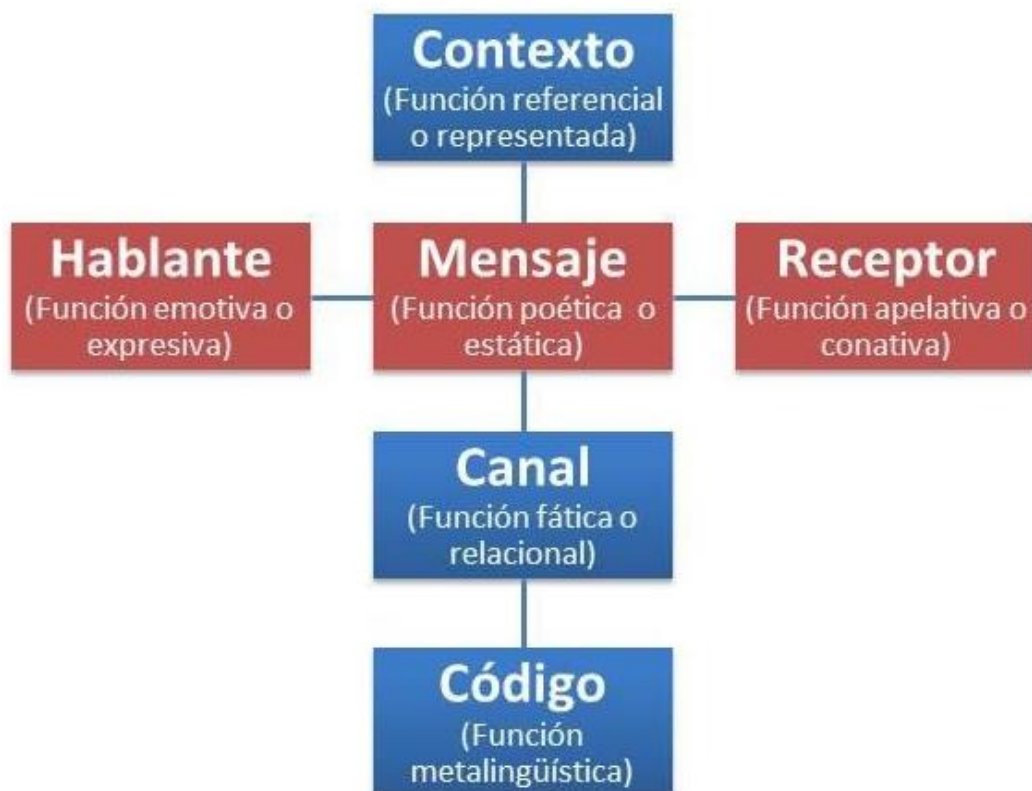 Contexto
(Función referencial
o representada)
Hablante
(Función emotiva o
expresiva)
Mensaje
(Función poética o
estática)
Receptor
(Función apelativa o
conativa)
Canal
(Función fática o
relacional)
Código
(Función
metalingüística)